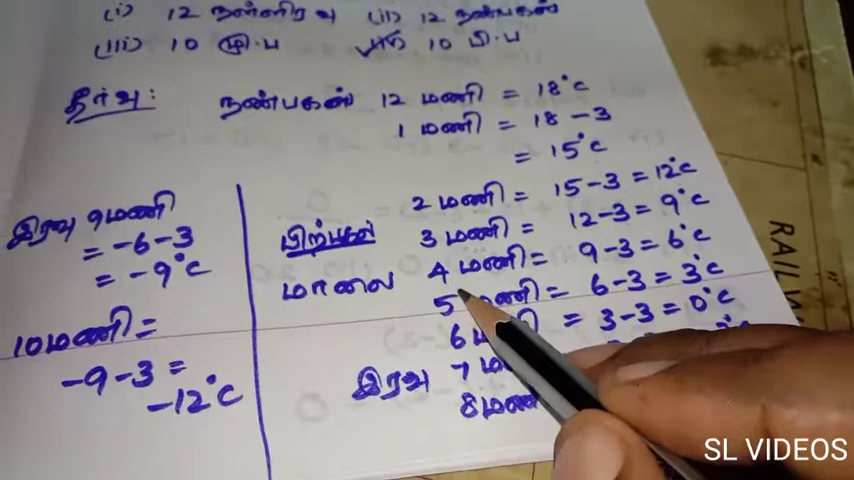 (i) 12 நள்ளிரவு (ii) 12 நண்பகல்
(iii) 10 மு.ப (iv) 10 பி.ப
தீர்வு: நண்பகல் 12 மணி = 18°C
1 மணி = 18 - 3
= 15°C
2 மணி = 15-3 = 12°C
பிற்பகல் 3 மணி = 12-3 = 9°C
மாலை 4 மணி = 9-3 = 6°C
5 மணி = 6-3 = 3°C
6 = 3-3 = 0°C
இரவு 7
8 மணி
இரவு 9 மணி
= -6-3
= -9°C
10 மணி =
-9-3 =
-12°C
RAILWAY
SL VIDEOS